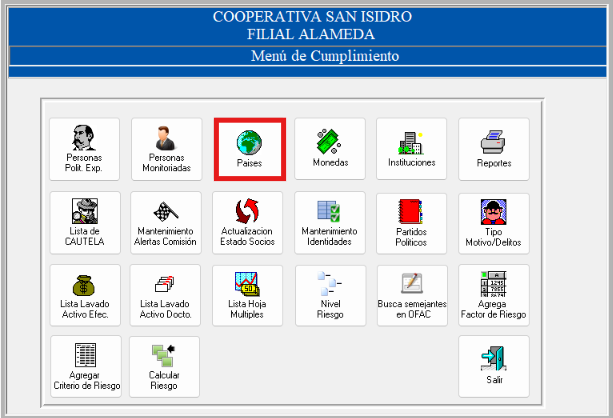 COOPERATIVA SAN ISIDRO
FILIAL ALAMEDA
Menú de Cumplimiento
Personas
Polit. Exp.
Personas
Monitoriadas
Paises
Monedas
Instituciones
Reportes
Lista de
CAUTELA
Mantenimiento
Alertas Comisión
Actualizacion
Estado Socios
Mantenimiento
Identidades
Partidos
Politicos
Tipo
Motivo/Delitos
Lista Lavado
Activo Efec.
Lista Lavado
Activo Docto.
50
Lista Hoja
Multiples
Nivel
Riesgo
Busca semejantes
en OFAC
A
Agrega
Factor de Riesgo
Agregar
Criterio de Riesgo
Calcular
Riesgo
Salir